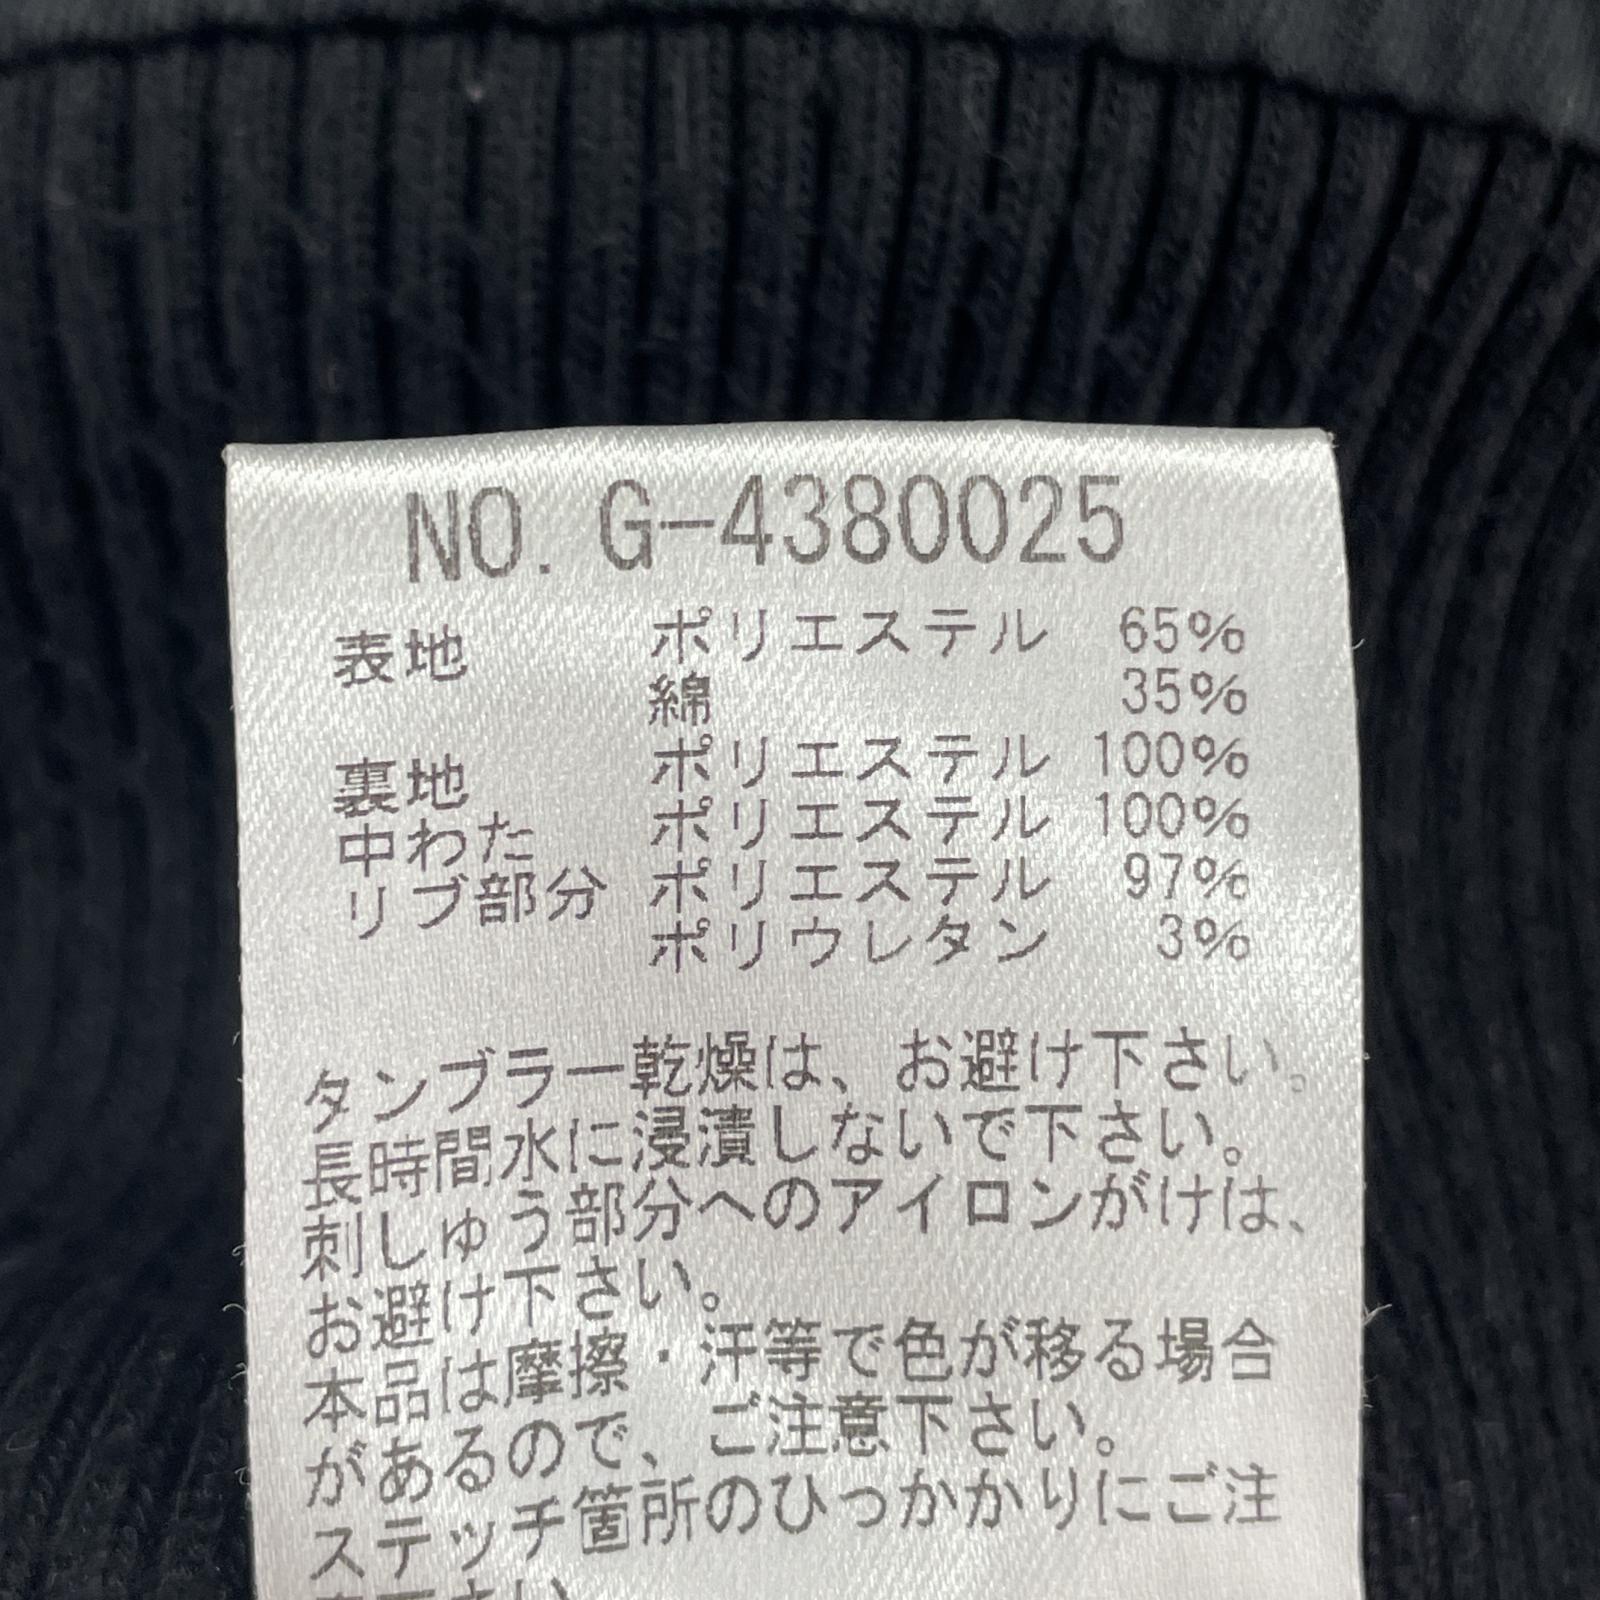 NO. G-4380025
表地 ポリエステル 65%
綿 35%
裏地 ポリエステル 100%
中わた ポリエステル 100%
リブ部分 ポリエステル 97%
ポリウレタン 3%
タンブラー乾燥は、お避け下さい。
長時間水に浸漬しないで下さい。
刺しゅう部分へのアイロンがけは、
お避け下さい。
本品は摩擦・汗等で色が移る場合
があるので、ご注意下さい。
ステッチ箇所のひっかかりにご注